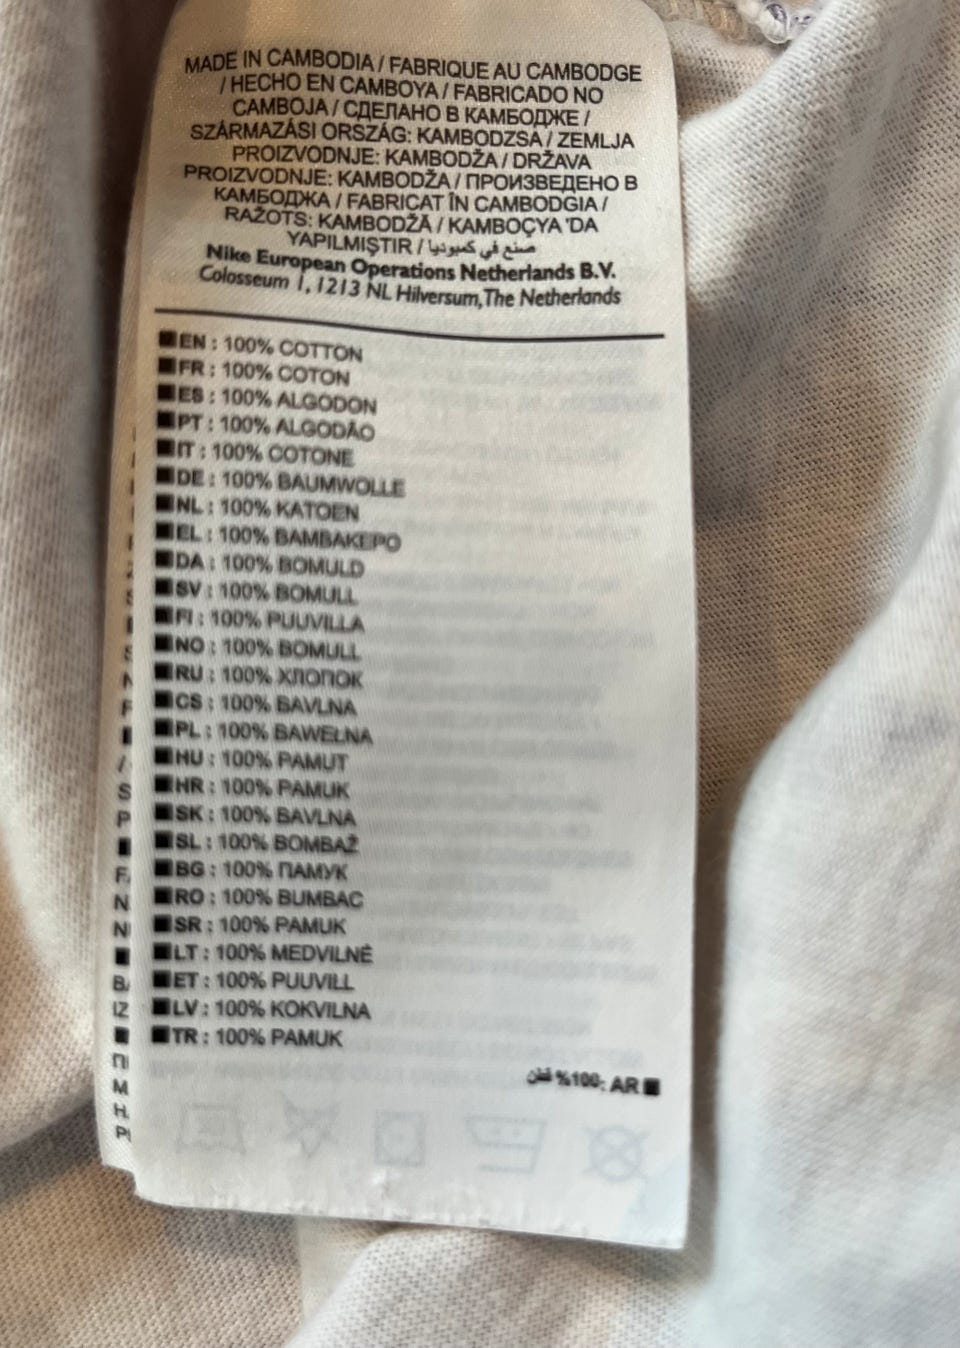 MADE IN CAMBODIA / FABRIQUE AU CAMBODGE
/ HECHO EN CAMBOYA / FABRICADO NO
CAMBOJA / СДЕЛАНО В КАМБОДЖЕ /
SZÁRMAZÁSI ORSZÁG: KAMBODZSA / ZEMLJA
PROIZVODNJE: KAMBODŽA / DRŽAVA
PROIZVODNJE: KAMBODŽA / ПРОИЗВЕДЕНО В
КАМБОДЖА / FABRICAT ÎN CAMBODGIA /
RAŽOTS: KAMBODŽĀ / KAMBOÇYA 'DA
YAPILMIŞTIR / صنع في كمبوديا
Nike European Operations Netherlands B.V.
Colosseum 1, 1213 NL Hilversum, The Netherlands
EN : 100% COTTON
FR : 100% COTON
ES : 100% ALGODON
PT : 100% ALGODÃO
IT : 100% COTONE
DE : 100% BAUMWOLLE
NL : 100% KATOEN
EL : 100% ΒΑΜΒΑΚΕΡΟ
DA : 100% BOMULD
SV : 100% BOMULL
FI : 100% PUUVILLA
NO : 100% BOMULL
RU : 100% ХЛОПОК
CS : 100% BAVLNA
PL : 100% BAWEŁNA
HU : 100% PAMUT
HR : 100% PAMUK
SK : 100% BAVLNA
SL : 100% BOMBAŽ
BG : 100% ПАМУК
RO : 100% BUMBAC
SR : 100% PAMUK
LT : 100% MEDVILNĖ
ET : 100% PUUVILL
LV : 100% KOKVILNA
TR : 100% PAMUK
AR :100% قطن